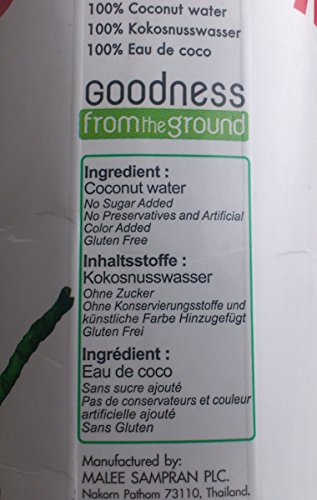 100% Coconut water
100% Kokosnusswasser
100% Eau de coco
GOODNESS
from the ground
Ingredient :
Coconut water
No Sugar Added
No Preservatives and Artificial
Color Added
Gluten Free
Inhaltsstoffe :
Kokosnusswasser
Ohne Zucker
Ohne Konservierungsstoffe und
künstliche Farbe Hinzugefügt
Gluten Frei
Ingrédient :
Eau de coco
Sans sucre ajouté
Pas de conservateurs et couleur
artificielle ajouté
Sans Gluten
Manufactured by:
MALEE SAMPRAN PLC.
Nakorn Pathom 73110, Thailand.